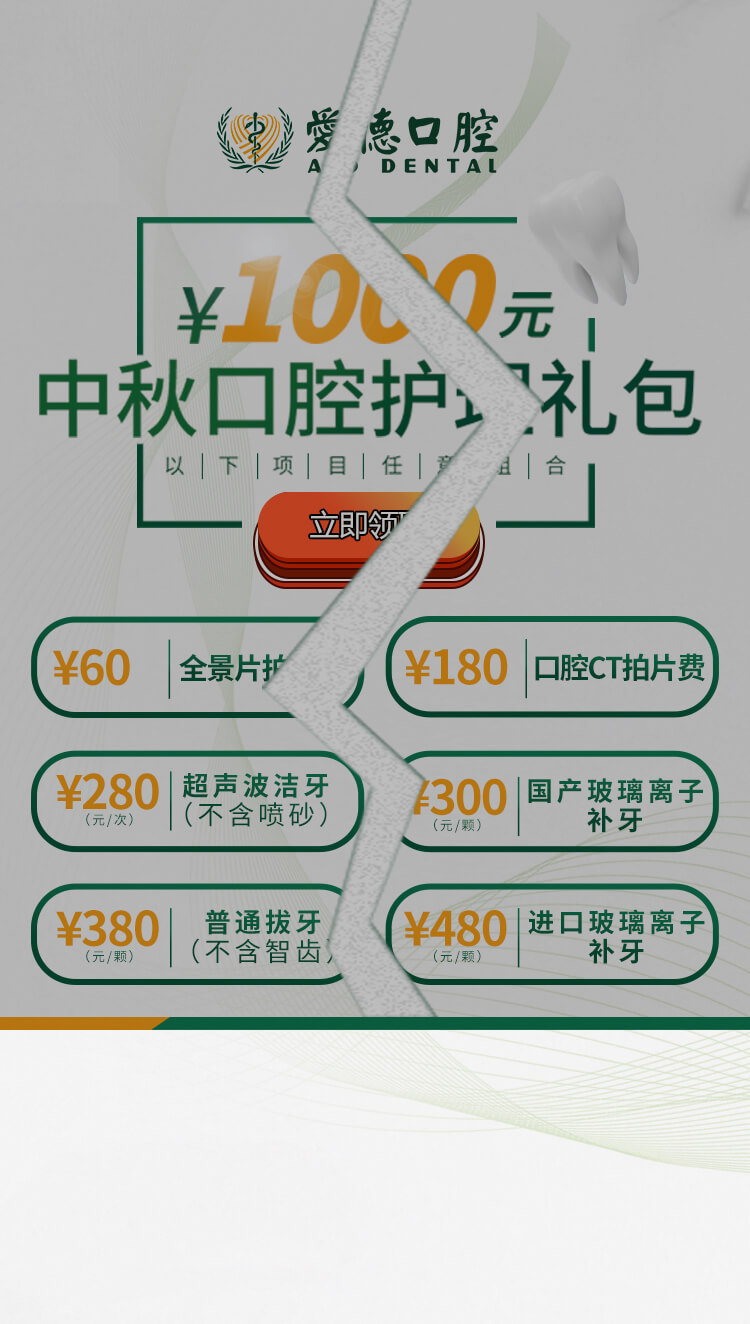 愛德口腔
DENTAL
¥1000元
中秋口腔护理礼包
以|下|项|目|任|意|组|合
立即领
¥60 全景片拍
¥180 口腔CT拍片费
¥280 (元/次) 超声波洁牙
(不含喷砂)
¥300 (元/颗) 国产玻璃离子
补牙
¥380 (元/颗) 普通拔牙
(不含智齿)
¥480 (元/颗) 进口玻璃离子
补牙